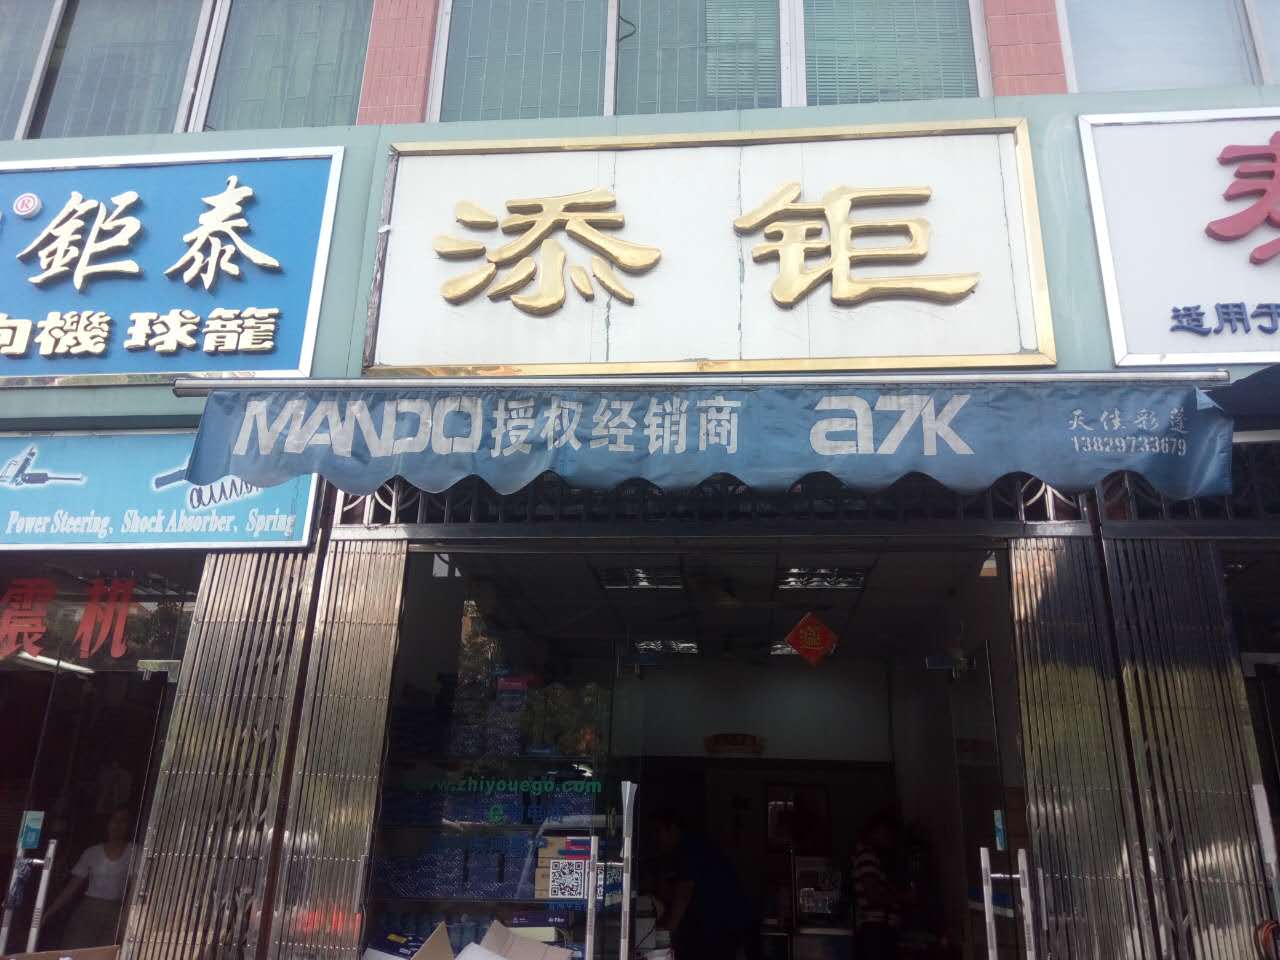 ® 鉅泰
向機球籠
添钜
泰
适用于
MANDO授权经销商 a7K
天佳彩蓬
13829733679
Power Steering、Shock Absorber、Spring
震机
www.zhiyouego.com